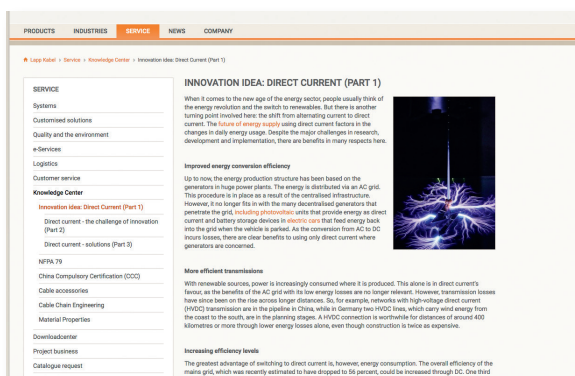 PRODUCTS INDUSTRIES SERVICE NEWS COMPANY
Lapp Kabel › Service › Knowledge Center › Innovation Idea: Direct Current (Part 1)
SERVICE
Systems
Customised solutions
Quality and the environment
e-Services
Logistics
Customer service
Knowledge Center
Innovation Idea: Direct Current (Part 1)
Direct current - the challenge of innovation
(Part 2)
Direct current - solutions (Part 3)
NFPA 79
China Compulsory Certification (CCC)
Cable accessories
Cable Chain Engineering
Material Properties
Downloadcenter
Project business
Catalogue request
INNOVATION IDEA: DIRECT CURRENT (PART 1)
When it comes to the new age of the energy sector, people usually think of
the energy revolution and the switch to renewables. But there is another
turning point involved here: the shift from alternating current to direct
current. The future of energy supply using direct current factors in the
changes in daily energy usage. Despite the major challenges in research,
development and implementation, there are benefits in many respects here.
Improved energy conversion efficiency
Up to now, the energy production structure has been based on the
generators in huge power plants. The energy is distributed via an AC grid.
This procedure is in place as a result of the centralised infrastructure.
However, it no longer fits in with the many decentralised generators that
penetrate the grid, including photovoltaic units that provide energy as direct
current and battery storage devices in electric cars that feed energy back
into the grid when the vehicle is parked. As the conversion from AC to DC
incurs losses, there are clear benefits to using only direct current where
generators are concerned.
More efficient transmissions
With renewable sources, power is increasingly consumed where it is produced. This alone is in direct current's
favour, as the benefits of the AC grid with its low energy losses are no longer relevant. However, transmission losses
have since been on the rise across longer distances. So, for example, networks with high-voltage direct current
(HVDC) transmission are in the pipeline in China, while in Germany two HVDC lines, which carry wind energy from
the coast to the south, are in the planning stages. A HVDC connection is worthwhile for distances of around 400
kilometres or more through lower energy losses alone, even though construction is twice as expensive.
Increasing efficiency levels
The greatest advantage of switching to direct current is, however, energy consumption. The overall efficiency of the
mains grid, which was recently estimated to have dropped to 56 percent, could be increased through DC. One third